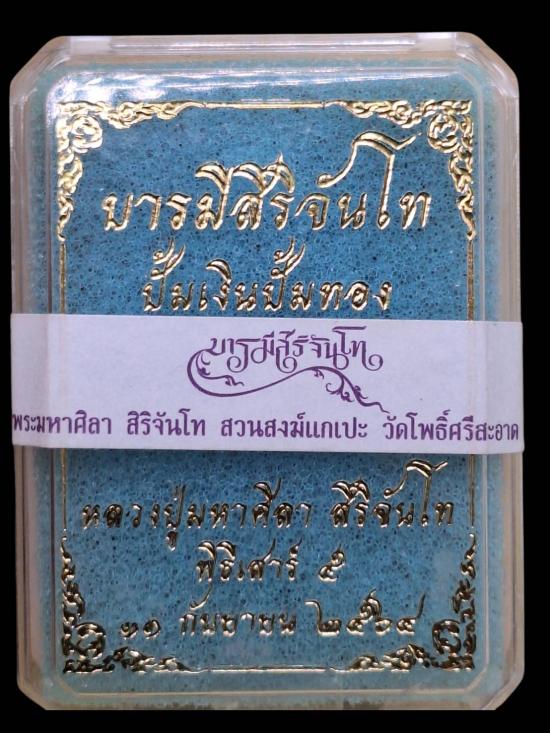 บารมีสิริจันโท
ปั๊มเงินปั๊มทอง
บารมีสิริจันโท
พระมหาศิลา สิริจันโท สวนสงฆ์แกเปะ วัดโพธิ์ศรีสะอาด
หลวงปู่มหาศิลา สิริจันโท
พิธีเสาร์ ๕
๑๑ กันยายน ๒๕๖๔